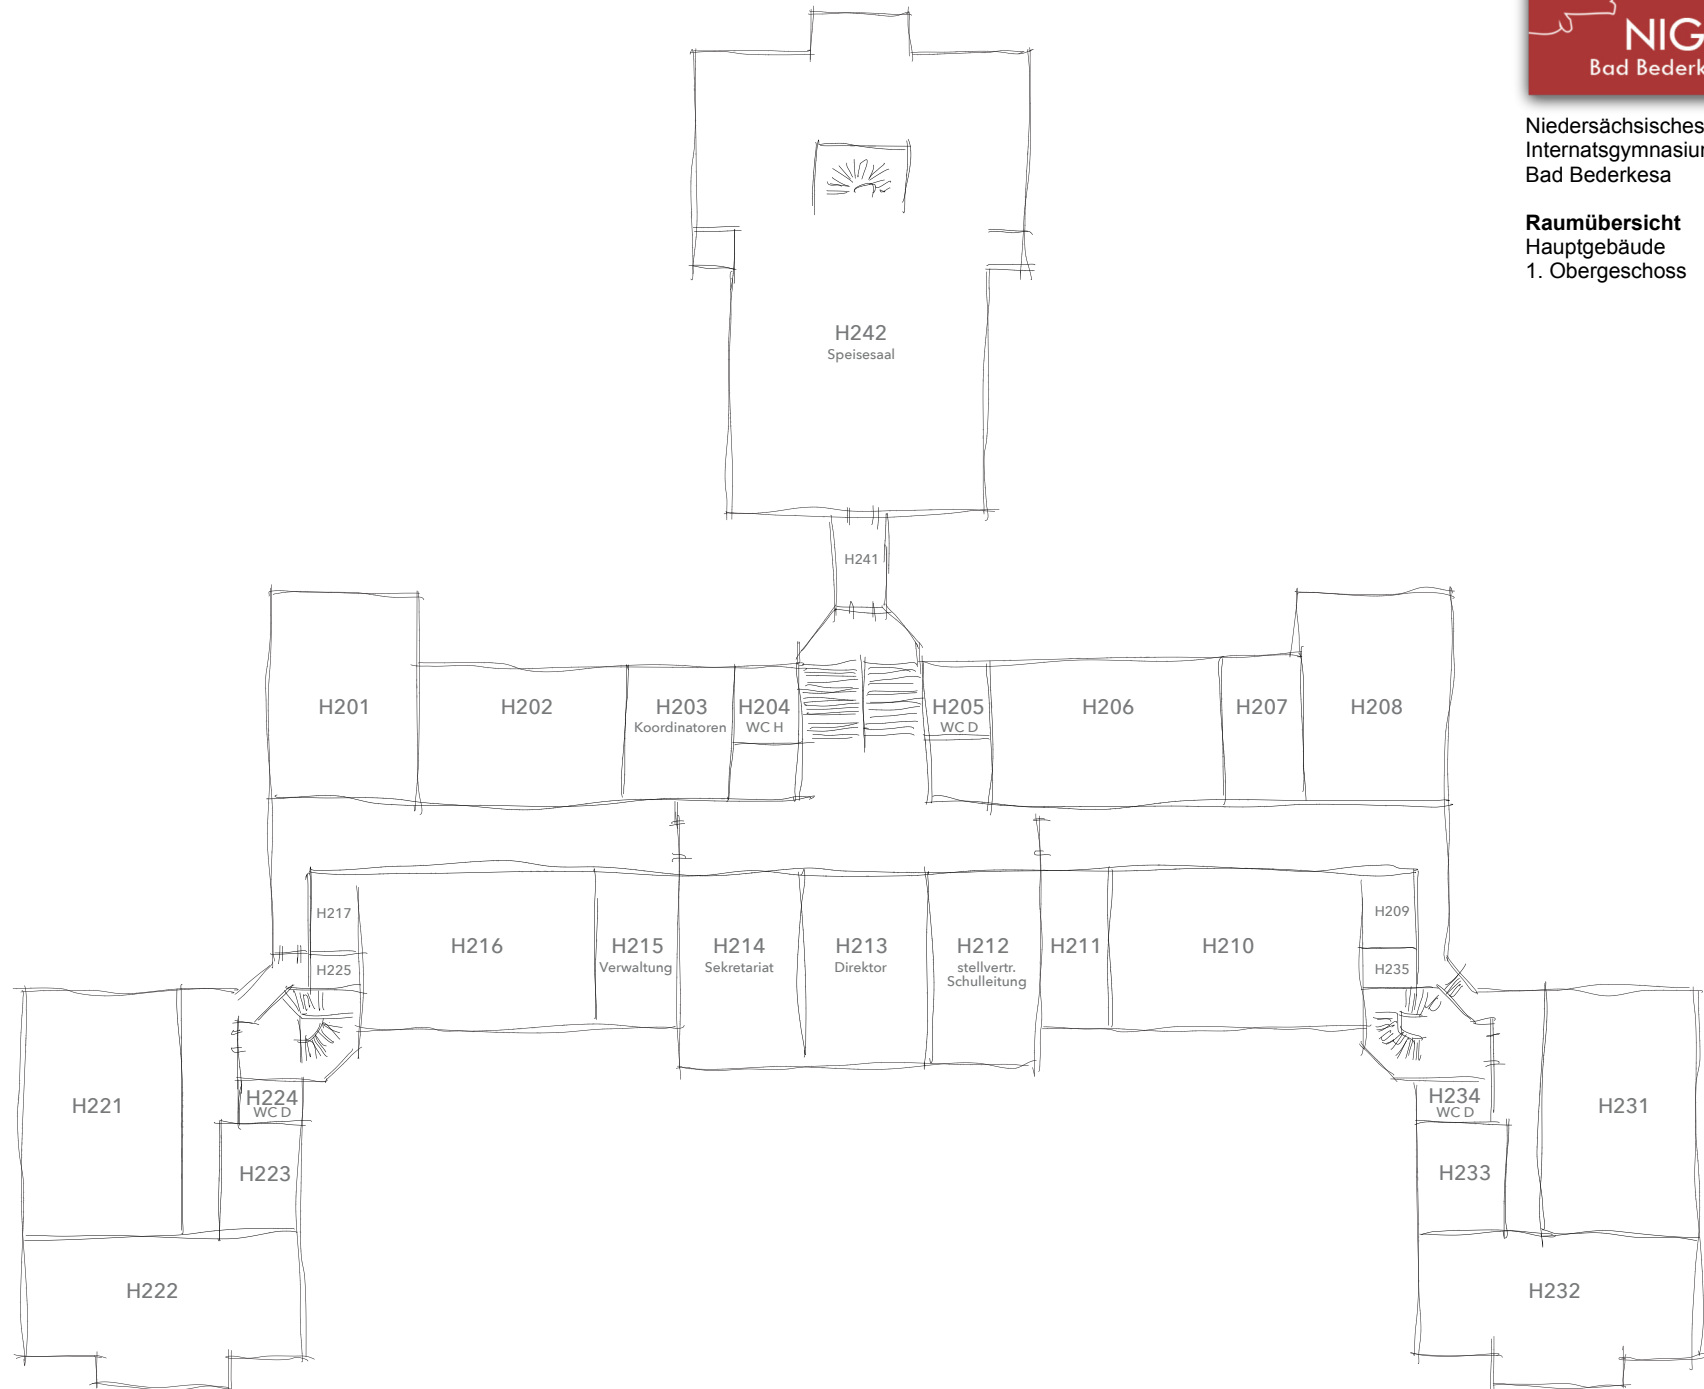 NIG
Bad Bederk
Niedersächsisches
Internatsgymnasiu
Bad Bederkesa
Raumübersicht
Hauptgebäude
1. Obergeschoss
H242
Speisesaal
H241
H201
H202
H203
Koordinatoren
H204
WC H
H205
WC D
H206
H207
H208
H217
H225
H216
H215
Verwaltung
H214
Sekretariat
H213
Direktor
H212
stellvertr.
Schulleitung
H211
H210
H209
H235
H221
H224
WC D
H223
H222
H234
WC D
H233
H231
H232